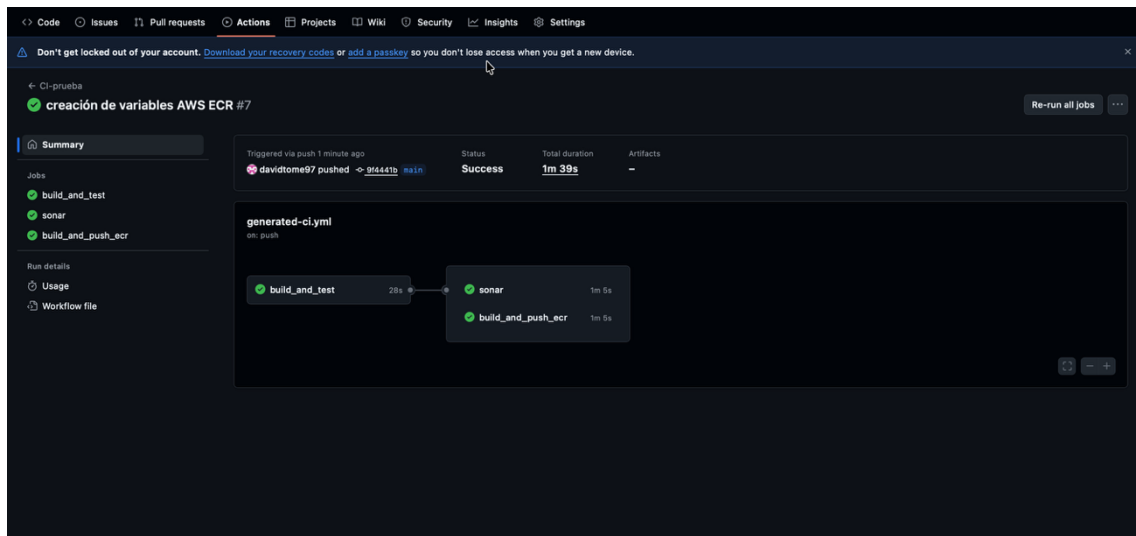 Code Issues Pull requests Actions Projects Wiki Security Insights Settings
Don't get locked out of your account. Download your recovery codes or add a passkey so you don't lose access when you get a new device.
← CI-prueba
creación de variables AWS ECR #7
Re-run all jobs
Summary
Jobs
build_and_test
sonar
build_and_push_ecr
Run details
Usage
Workflow file
Triggered via push 1 minute ago
davidtome97 pushed 9f4441b main
Status
Success
Total duration
1m 39s
Artifacts
–
generated-ci.yml
on: push
build_and_test 28s
sonar 1m 5s
build_and_push_ecr 1m 5s